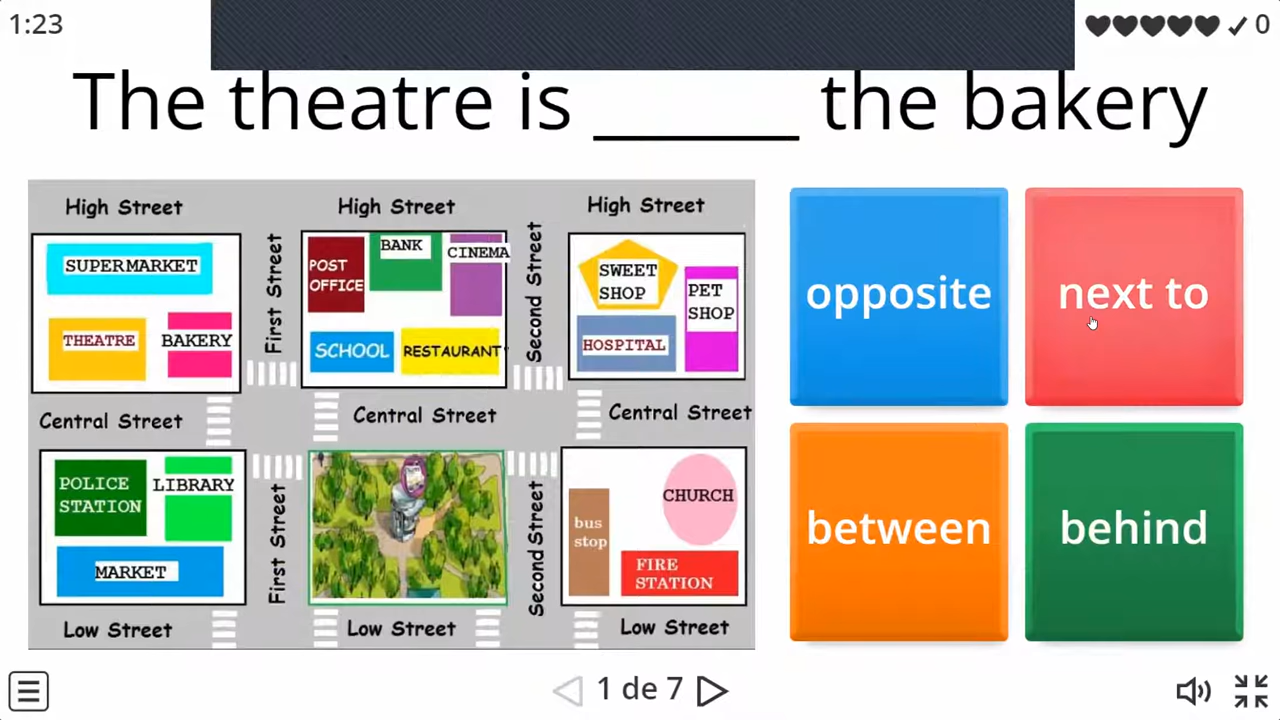 1:23
0
The theatre is _____ the bakery
High Street
High Street
High Street
SUPERMARKET
THEATRE
BAKERY
First Street
POST
OFFICE
BANK
CINEMA
SCHOOL
RESTAURANT
Second Street
SWEET
SHOP
PET
SHOP
HOSPITAL
Central Street
Central Street
Central Street
POLICE
STATION
LIBRARY
MARKET
First Street
Second Street
bus
stop
CHURCH
FIRE
STATION
Low Street
Low Street
Low Street
opposite
next to
between
behind
1 de 7